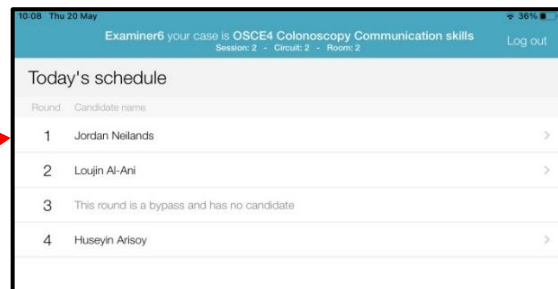 10:08 Thu 20 May 36%
Examiner6 your case is OSCE4 Colonoscopy Communication skills
Session: 2 - Circuit: 2 - Room: 2
Log out
Today's schedule
Round Candidate name
1 Jordan Neilands
2 Loujin Al-Ani
3 This round is a bypass and has no candidate
4 Huseyin Arisoy